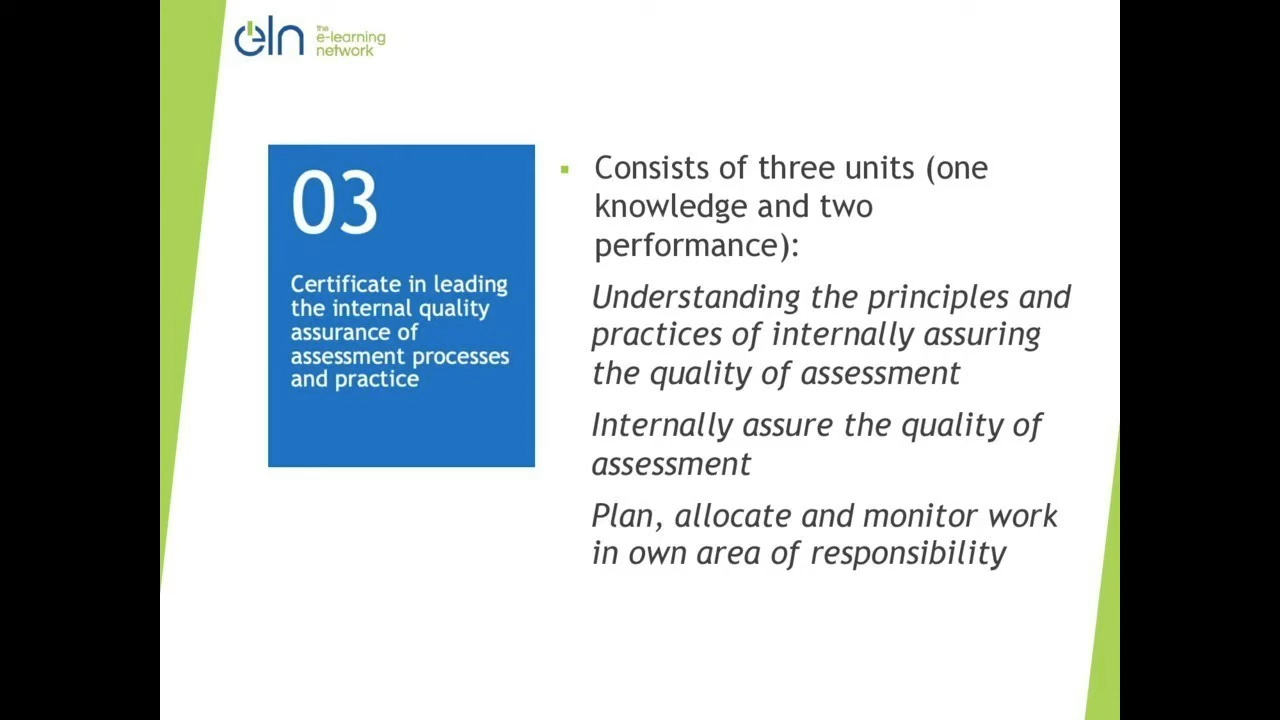 eln
the
e-learning
network
03
Certificate in leading
the internal quality
assurance of
assessment processes
and practice
▪ Consists of three units (one
knowledge and two
performance):
Understanding the principles and
practices of internally assuring
the quality of assessment
Internally assure the quality of
assessment
Plan, allocate and monitor work
in own area of responsibility